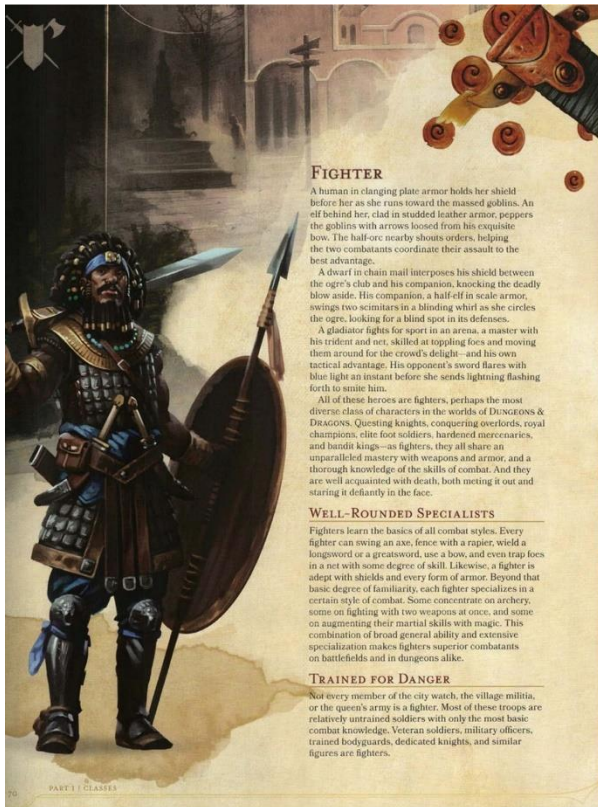 FIGHTER
A human in clanging plate armor holds her shield
before her as she runs toward the massed goblins. An
elf behind her, clad in studded leather armor, peppers
the goblins with arrows loosed from his exquisite
bow. The half-orc nearby shouts orders, helping
the two combatants coordinate their assault to the
best advantage.
A dwarf in chain mail interposes his shield between
the ogre's club and his companion, knocking the deadly
blow aside. His companion, a half-elf in scale armor,
swings two scimitars in a blinding whirl as she circles
the ogre, looking for a blind spot in its defenses.
A gladiator fights for sport in an arena, a master with
his trident and net, skilled at toppling foes and moving
them around for the crowd's delight—and his own
tactical advantage. His opponent's sword flares with
blue light an instant before she sends lightning flashing
forth to smite him.
All of these heroes are fighters, perhaps the most
diverse class of characters in the worlds of DUNGEONS &
DRAGONS. Questing knights, conquering overlords, royal
champions, elite foot soldiers, hardened mercenaries,
and bandit kings—as fighters, they all share an
unparalleled mastery with weapons and armor, and a
thorough knowledge of the skills of combat. And they
are well acquainted with death, both meting it out and
staring it defiantly in the face.
WELL-ROUNDED SPECIALISTS
Fighters learn the basics of all combat styles. Every
fighter can swing an axe, fence with a rapier, wield a
longsword or a greatsword, use a bow, and even trap foes
in a net with some degree of skill. Likewise, a fighter is
adept with shields and every form of armor. Beyond that
basic degree of familiarity, each fighter specializes in a
certain style of combat. Some concentrate on archery,
some on fighting with two weapons at once, and some
on augmenting their martial skills with magic. This
combination of broad general ability and extensive
specialization makes fighters superior combatants
on battlefields and in dungeons alike.
TRAINED FOR DANGER
Not every member of the city watch, the village militia,
or the queen's army is a fighter. Most of these troops are
relatively untrained soldiers with only the most basic
combat knowledge. Veteran soldiers, military officers,
trained bodyguards, dedicated knights, and similar
figures are fighters.
70
PART 1 | CLASSES